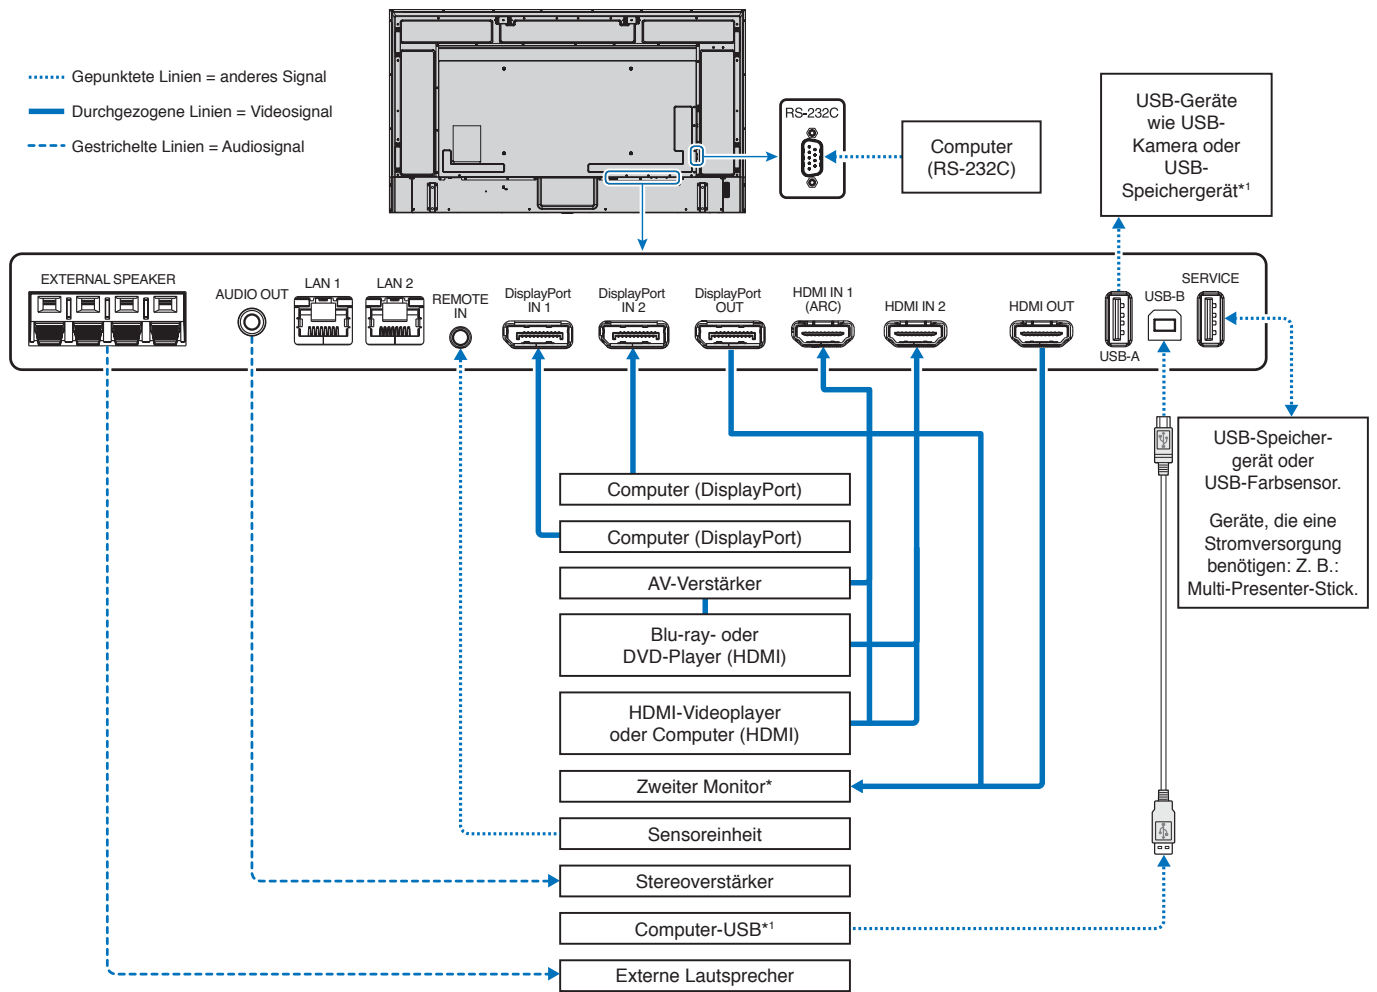 Gepunktete Linien = anderes Signal
Durchgezogene Linien = Videosignal
Gestrichelte Linien = Audiosignal
RS-232C
Computer
(RS-232C)
USB-Geräte
wie USB-
Kamera oder
USB-
Speichergerät*1
EXTERNAL SPEAKER
AUDIO OUT
LAN 1
LAN 2
REMOTE
IN
DisplayPort
IN 1
DisplayPort
IN 2
DisplayPort
OUT
HDMI IN 1
(ARC)
HDMI IN 2
HDMI OUT
USB-A
USB-B
SERVICE
USB-Speicher-
gerät oder
USB-Farbsensor.
Geräte, die eine
Stromversorgung
benötigen: Z. B.:
Multi-Presenter-Stick.
Computer (DisplayPort)
Computer (DisplayPort)
AV-Verstärker
Blu-ray- oder
DVD-Player (HDMI)
HDMI-Videoplayer
oder Computer (HDMI)
Zweiter Monitor*
Sensoreinheit
Stereoverstärker
Computer-USB*1
Externe Lautsprecher